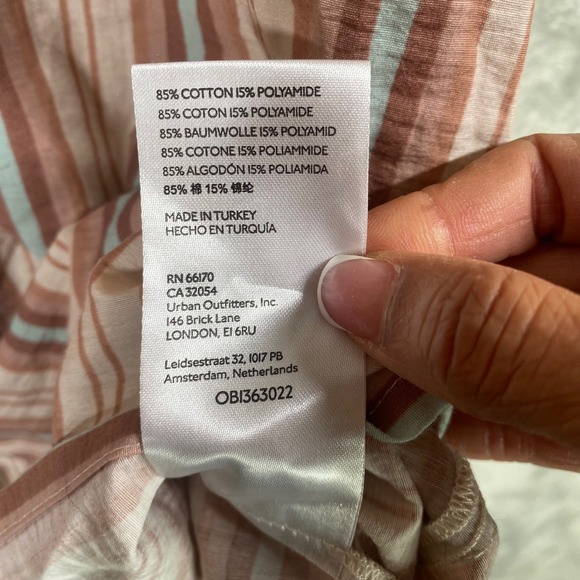 85% COTTON 15% POLYAMIDE
85% COTON 15% POLYAMIDE
85% BAUMWOLLE 15% POLYAMID
85% COTONE 15% POLIAMMIDE
85% ALGODÓN 15% POLIAMIDA
85% 棉 15% 锦纶
MADE IN TURKEY
HECHO EN TURQUÍA
RN 66170
CA 32054
Urban Outfitters, Inc.
146 Brick Lane
LONDON, E1 6RU
Leidsestraat 32, 1017 PB
Amsterdam, Netherlands
OB1363022